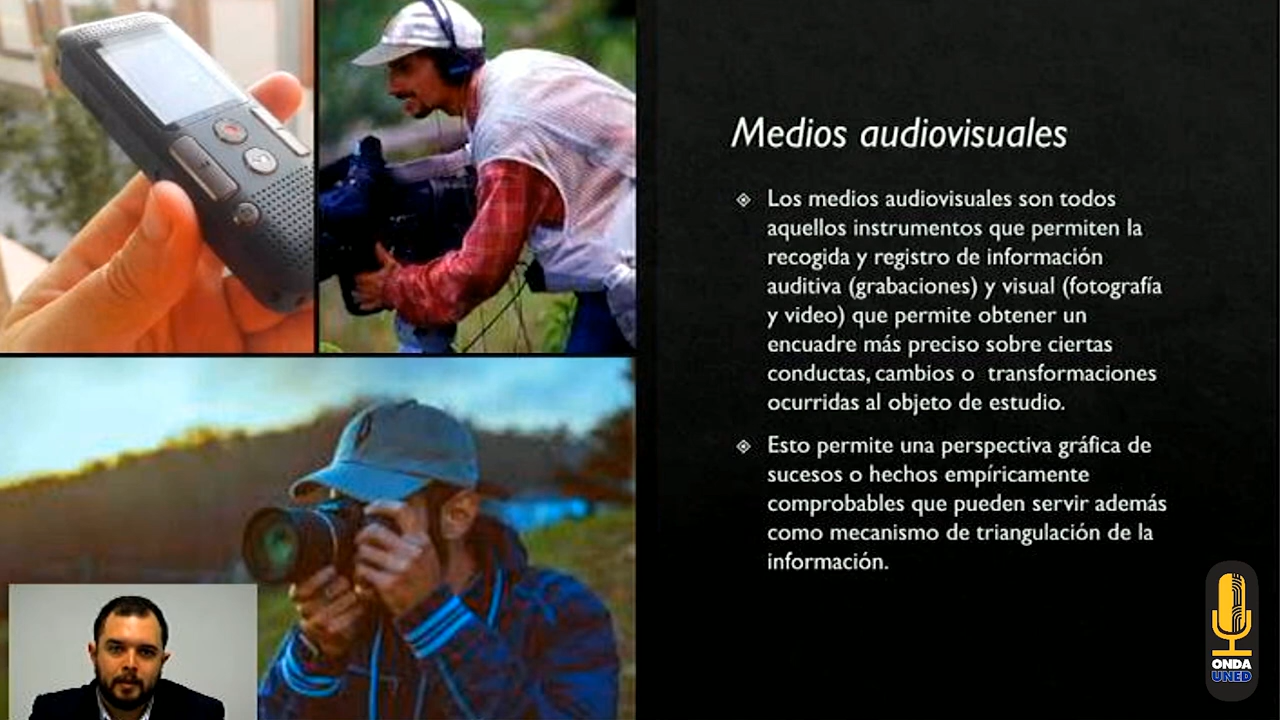 Medios audiovisuales
Los medios audiovisuales son todos
aquellos instrumentos que permiten la
recogida y registro de información
auditiva (grabaciones) y visual (fotografía
y video) que permite obtener un
encuadre más preciso sobre ciertas
conductas, cambios o transformaciones
ocurridas al objeto de estudio.
Esto permite una perspectiva gráfica de
sucesos o hechos empíricamente
comprobables que pueden servir además
como mecanismo de triangulación de la
información.
ONDA
UNED